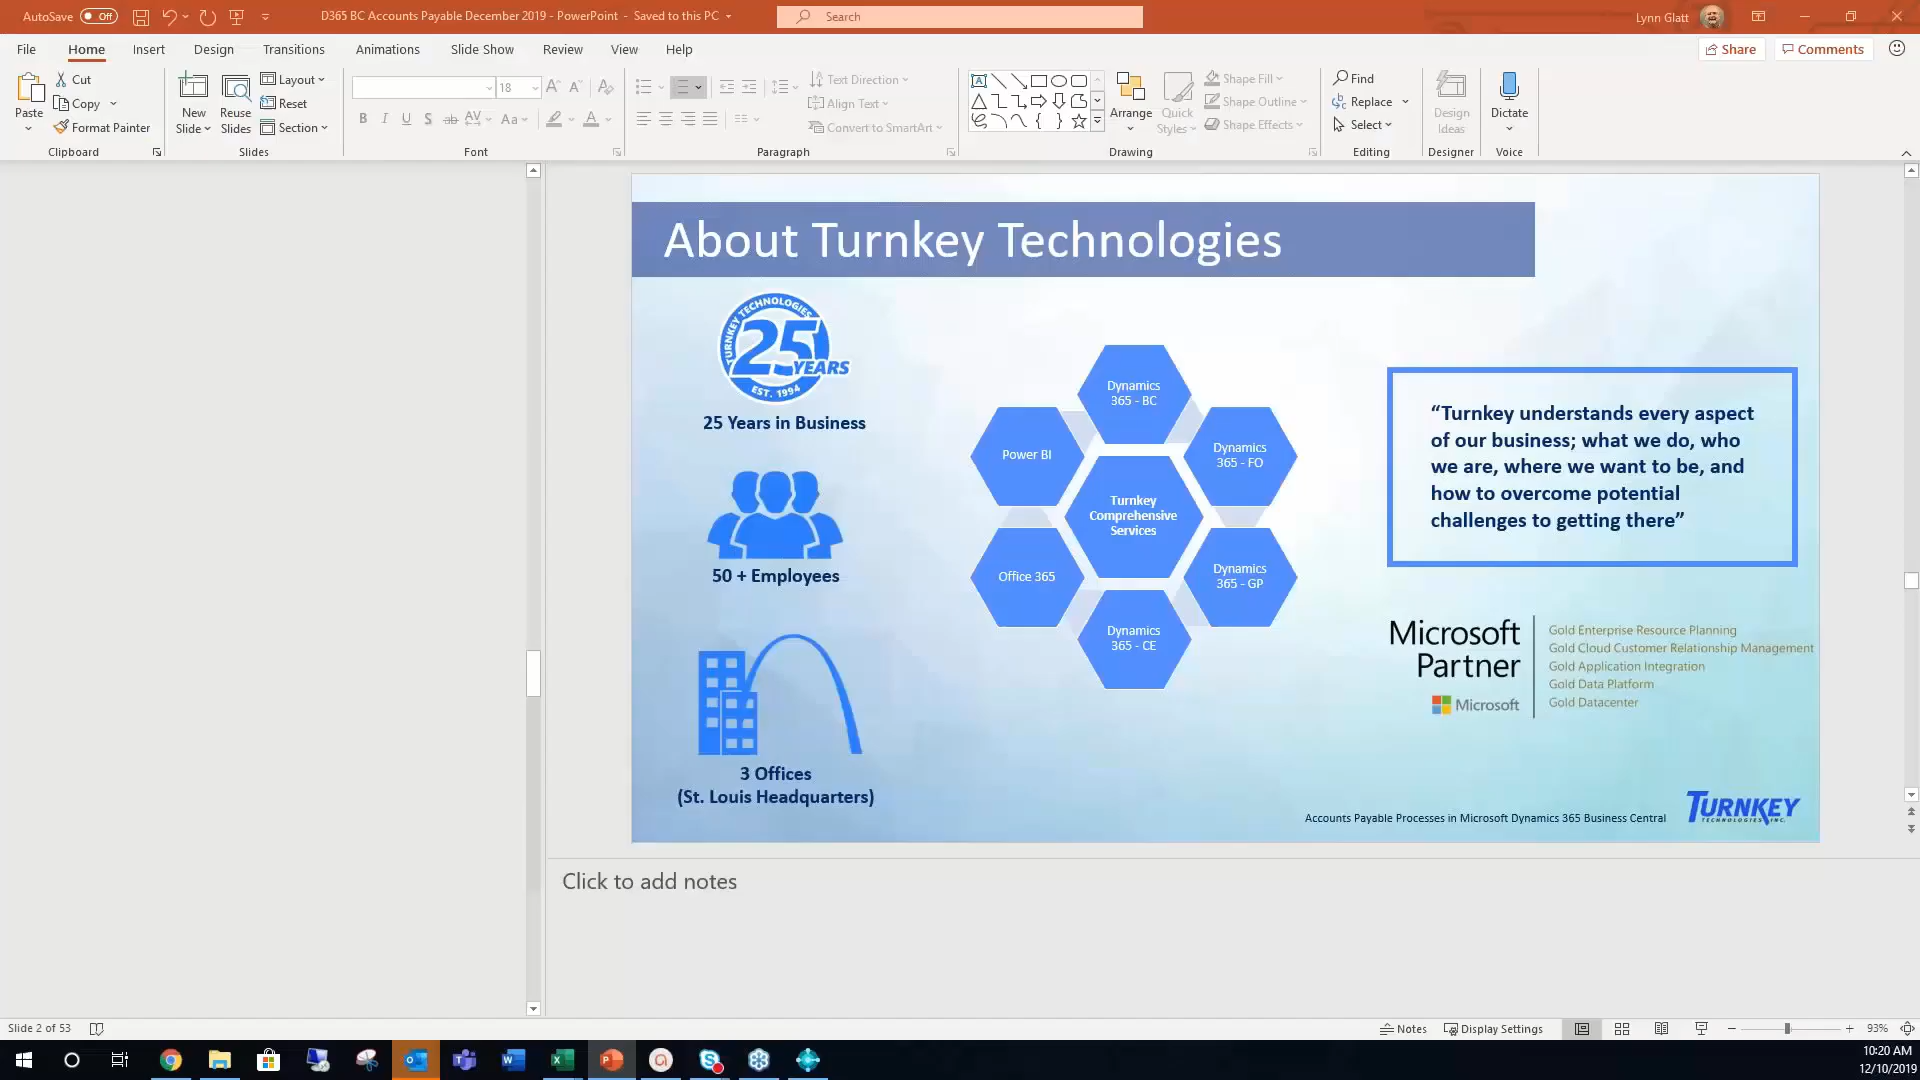 AutoSave Off
D365 BC Accounts Payable December 2019 - PowerPoint - Saved to this PC
Search
Lynn Glatt
File Home Insert Design Transitions Animations Slide Show Review View Help
Share Comments
Paste
Cut
Copy
Format Painter
Clipboard
New Slide
Reuse Slides
Layout
Reset
Section
Slides
18
B I U S ab AV Aa A
Font
Text Direction
Align Text
Convert to SmartArt
Paragraph
Arrange
Quick Styles
Shape Fill
Shape Outline
Shape Effects
Drawing
Find
Replace
Select
Editing
Design Ideas
Designer
Dictate
Voice
About Turnkey Technologies
TURNKEY TECHNOLOGIES
25
YEARS
EST. 1994
25 Years in Business
50 + Employees
3 Offices
(St. Louis Headquarters)
Dynamics
365 - BC
Power BI
Dynamics
365 - FO
Turnkey
Comprehensive
Services
Office 365
Dynamics
365 - GP
Dynamics
365 - CE
“Turnkey understands every aspect
of our business; what we do, who
we are, where we want to be, and
how to overcome potential
challenges to getting there”
Microsoft
Partner
Microsoft
Gold Enterprise Resource Planning
Gold Cloud Customer Relationship Management
Gold Application Integration
Gold Data Platform
Gold Datacenter
Accounts Payable Processes in Microsoft Dynamics 365 Business Central
TURNKEY
TECHNOLOGIES, INC.
Click to add notes
Slide 2 of 53
Notes Display Settings 93%
10:20 AM
12/10/2019